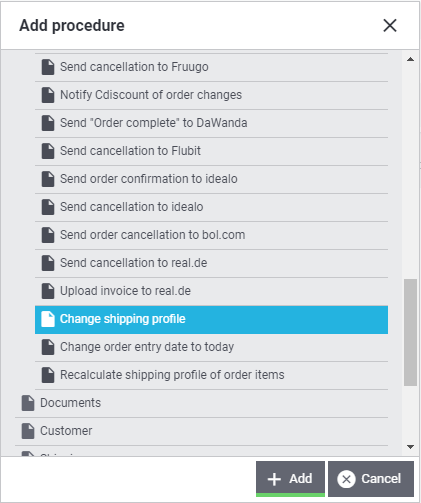 Add procedure
Send cancellation to Fruugo
Notify Cdiscount of order changes
Send "Order complete" to DaWanda
Send cancellation to Flubit
Send order confirmation to idealo
Send cancellation to idealo
Send order cancellation to bol.com
Send cancellation to real.de
Upload invoice to real.de
Change shipping profile
Change order entry date to today
Recalculate shipping profile of order items
Documents
Customer
Add
Cancel